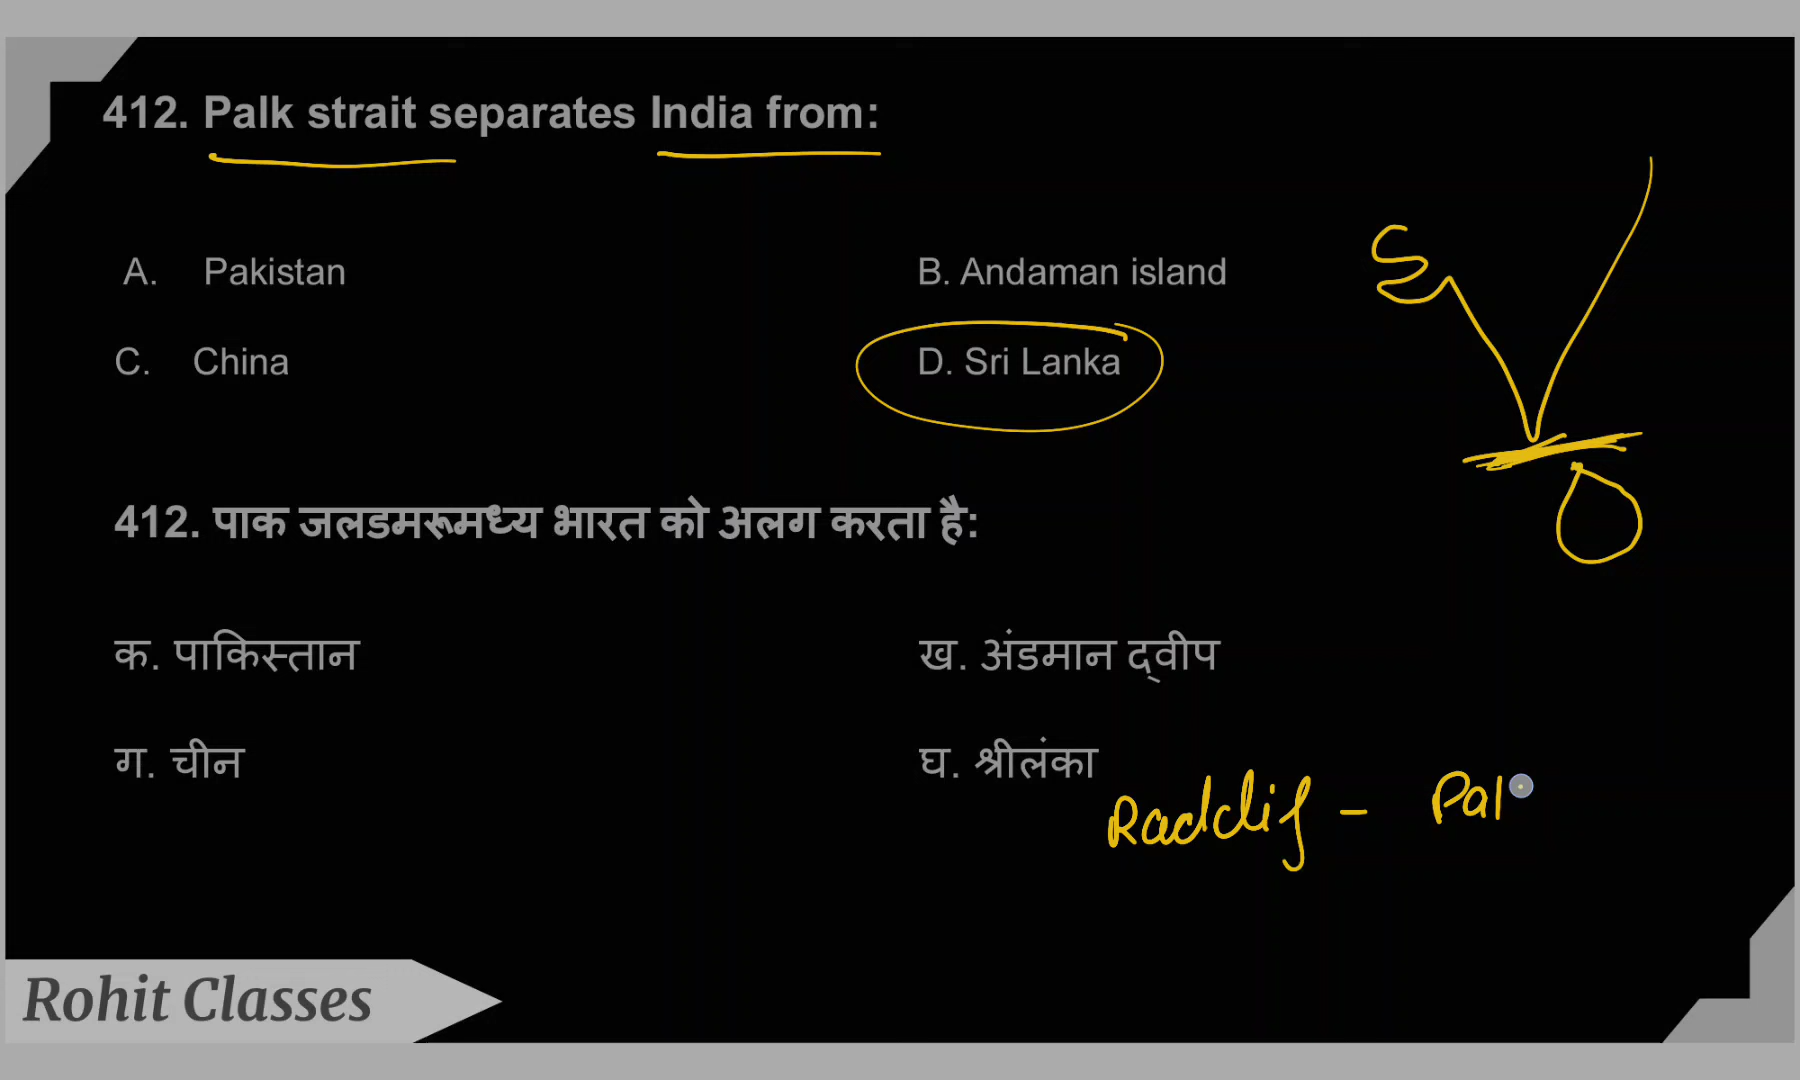 412. Palk strait separates India from:
A. Pakistan
B. Andaman island
C. China
D. Sri Lanka
412. पाक जलडमरूमध्य भारत को अलग करता है:
क. पाकिस्तान
ख. अंडमान द्वीप
ग. चीन
घ. श्रीलंका
Radclif - Pal
Rohit Classes